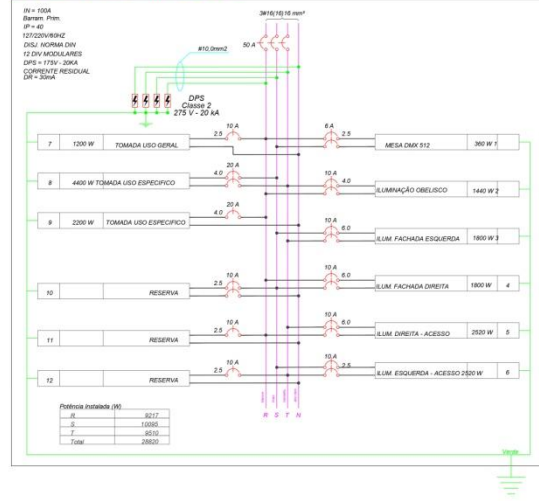 IN = 100A
Barram. Prim.
IP = 40
127/220V/60HZ
DISJ. NORMA DIN
12 DIV MODULARES
DPS = 175V - 20KA
CORRENTE RESIDUAL
DR = 30mA
3#16(16)16 mm²
50 A
#10,0mm2
DPS
Classe 2
275 V - 20 kA
7 1200 W TOMADA USO GERAL 2.5 10 A
6 A 2.5 MESA DMX 512 360 W 1
8 4400 W TOMADA USO ESPECIFICO 4.0 20 A
10 A 4.0 ILUMINAÇÃO OBELISCO 1440 W 2
9 2200 W TOMADA USO ESPECIFICO 4.0 20 A
10 A 6.0 ILUM. FACHADA ESQUERDA 1800 W 3
10 RESERVA 2.5 10 A
10 A 6.0 ILUM. FACHADA DIREITA 1800 W 4
11 RESERVA 2.5 10 A
10 A 6.0 ILUM. DIREITA - ACESSO 2520 W 5
12 RESERVA 2.5 10 A
10 A 2.5 ILUM. ESQUERDA - ACESSO 2520 W 6
R S T N
Potência Instalada (W)
R 9217
S 10095
T 9510
Total 28820
Verde